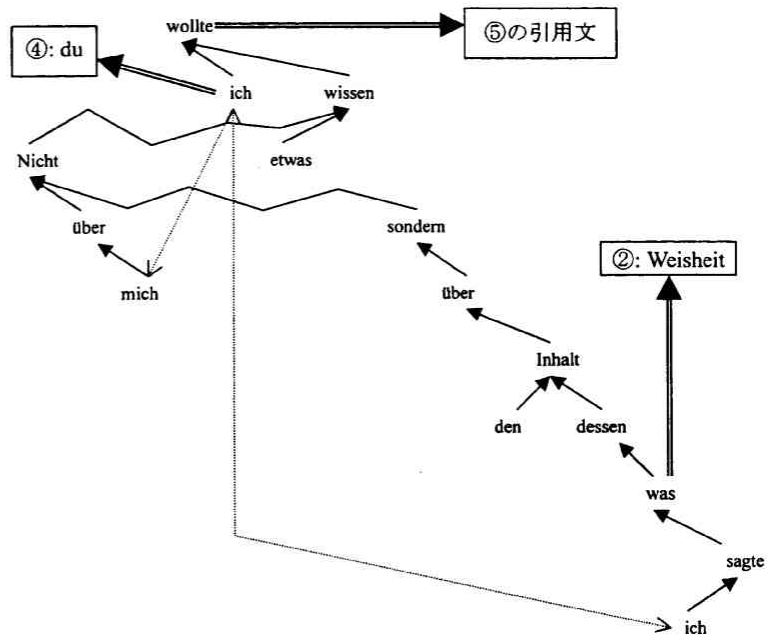 wollte
⑤の引用文
④: du
ich
wissen
Nicht
etwas
über
sondern
②: Weisheit
mich
über
Inhalt
den
dessen
was
sagte
ich